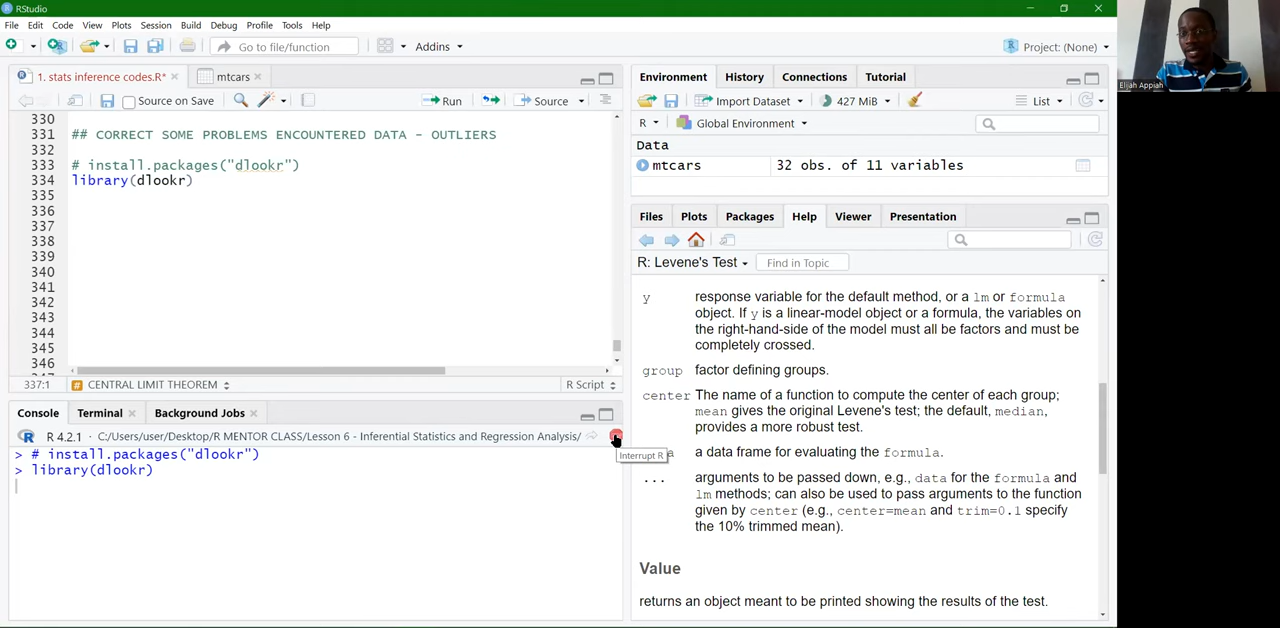 RStudio
File Edit Code View Plots Session Build Debug Profile Tools Help
Go to file/function Addins Project: (None)
1. stats inference codes.R* mtcars
Source on Save Run Source
330
331 ## CORRECT SOME PROBLEMS ENCOUNTERED DATA - OUTLIERS
332
333 # install.packages("dlookr")
334 library(dlookr)
335
336
337
338
339
340
341
342
343
344
345
346
337:1 # CENTRAL LIMIT THEOREM R Script
Console Terminal Background Jobs
R 4.2.1 · C:/Users/user/Desktop/R MENTOR CLASS/Lesson 6 - Inferential Statistics and Regression Analysis/
> # install.packages("dlookr")
> library(dlookr)
Interrupt R
Environment History Connections Tutorial
Import Dataset 427 MiB List
R Global Environment
Data
mtcars 32 obs. of 11 variables
Files Plots Packages Help Viewer Presentation
R: Levene's Test Find in Topic
y response variable for the default method, or a lm or formula
object. If y is a linear-model object or a formula, the variables on
the right-hand-side of the model must all be factors and must be
completely crossed.
group factor defining groups.
center The name of a function to compute the center of each group;
mean gives the original Levene's test; the default, median,
provides a more robust test.
a data frame for evaluating the formula.
... arguments to be passed down, e.g., data for the formula and
lm methods; can also be used to pass arguments to the function
given by center (e.g., center=mean and trim=0.1 specify
the 10% trimmed mean).
Value
returns an object meant to be printed showing the results of the test.
Elijah Appiah